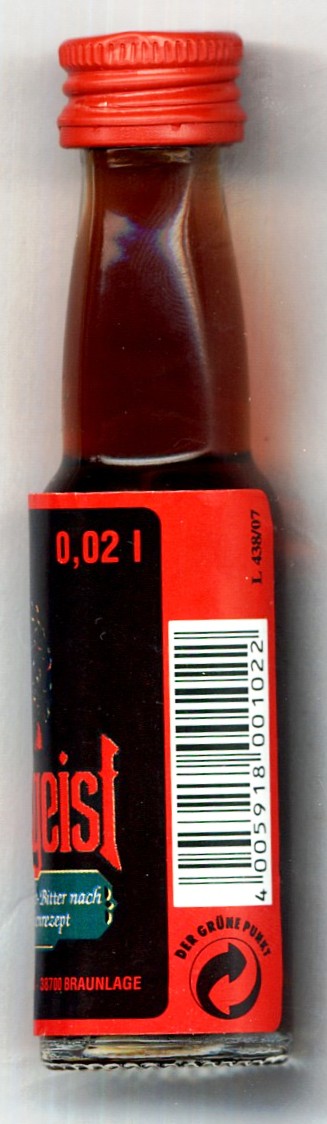 0,02 l
L 438/07
geist
-Bitter nach
rezept
38700 BRAUNLAGE
4 005918 001022
DER GRÜNE PUNKT